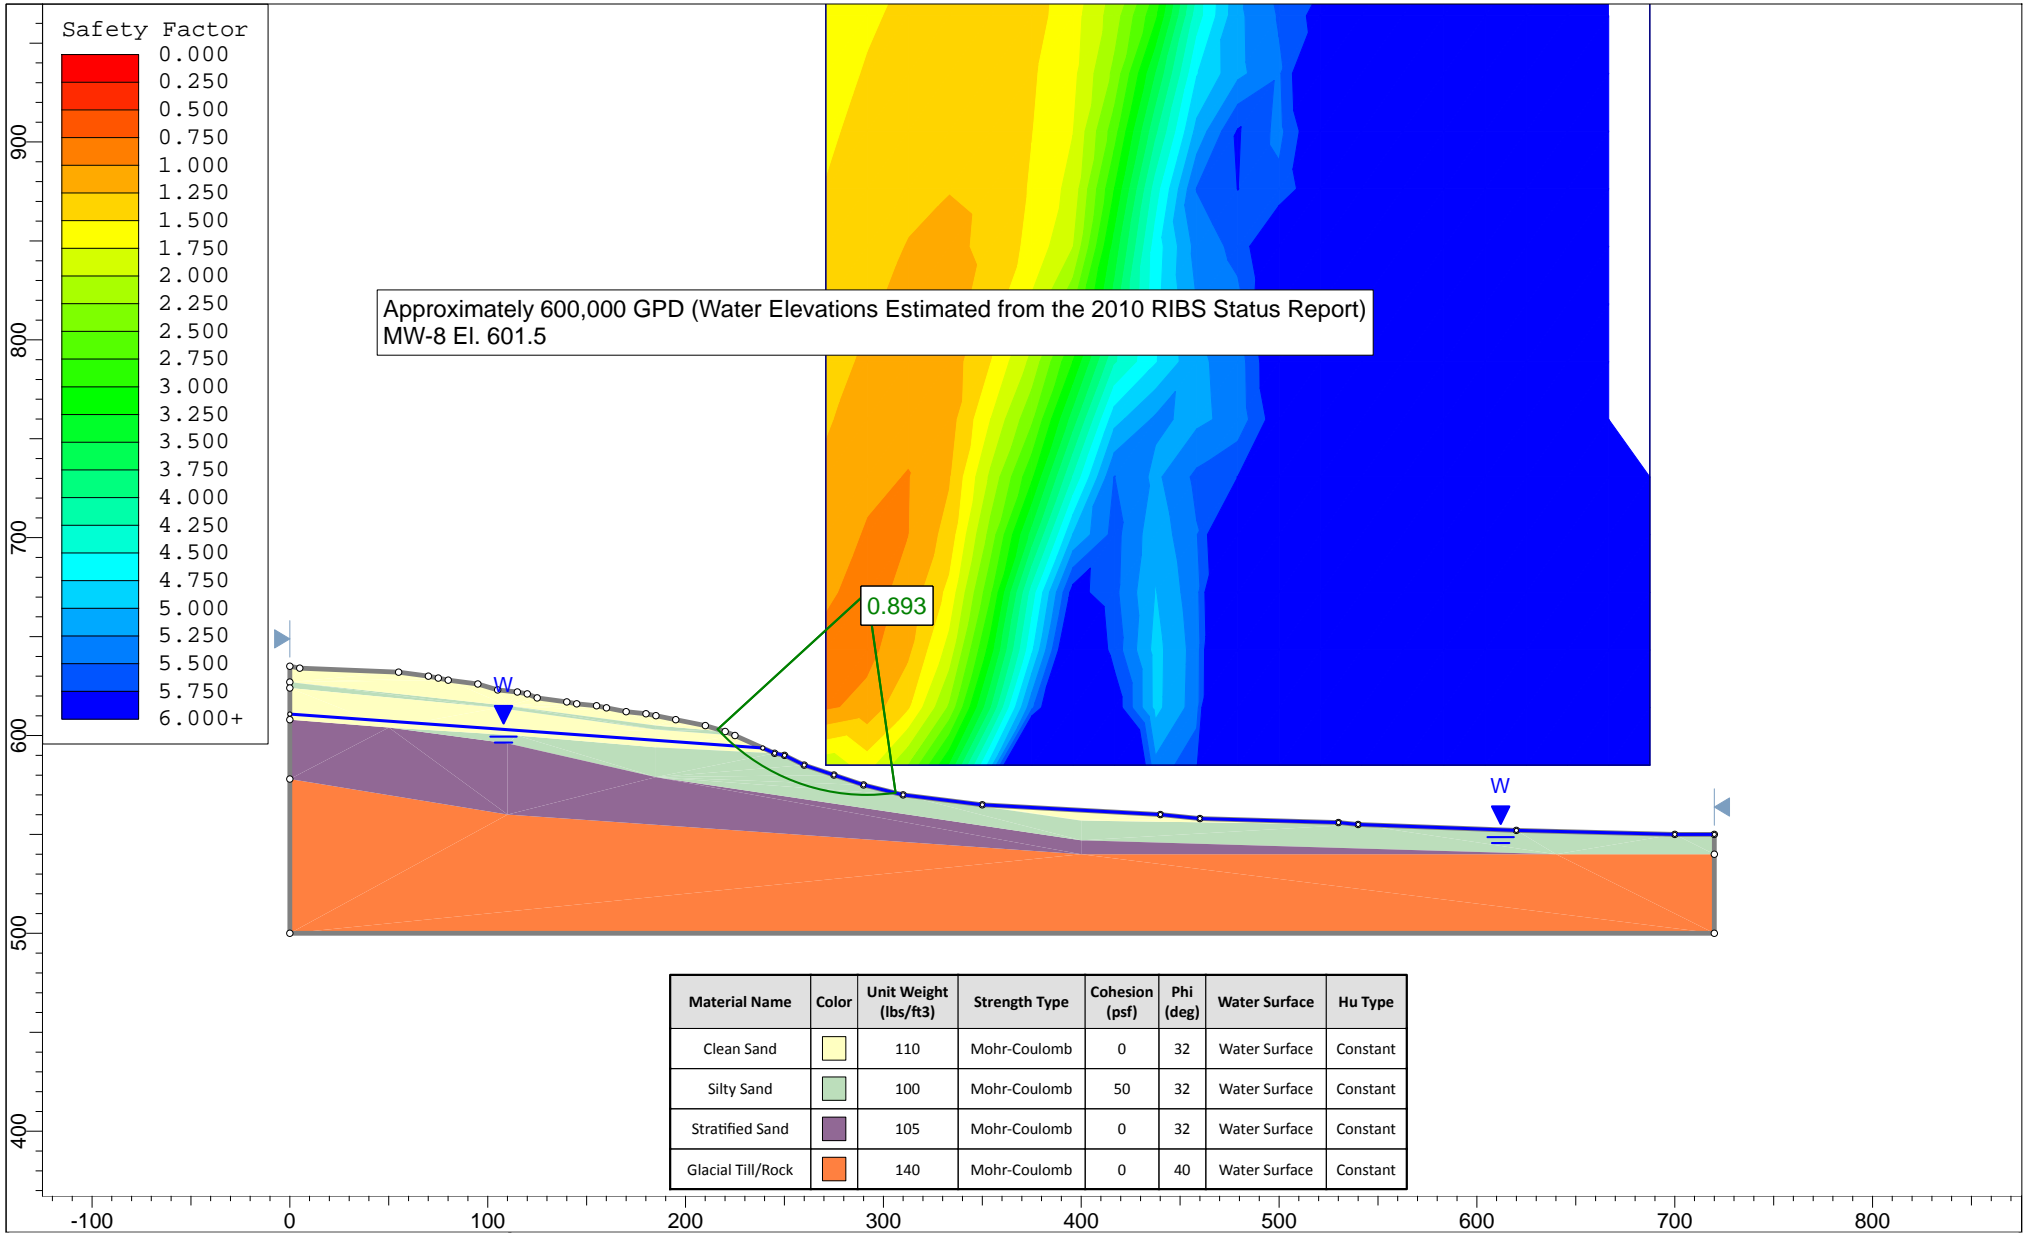 Safety Factor
0.000
0.250
0.500
0.750
1.000
1.250
1.500
1.750
2.000
2.250
2.500
2.750
3.000
3.250
3.500
3.750
4.000
4.250
4.500
4.750
5.000
5.250
5.500
5.750
6.000+
900
800
700
600
500
400
Approximately 600,000 GPD (Water Elevations Estimated from the 2010 RIBS Status Report)
MW-8 El. 601.5
0.893
W
W
Material Name Color Unit Weight (lbs/ft3) Strength Type Cohesion (psf) Phi (deg) Water Surface Hu Type
Clean Sand 110 Mohr-Coulomb 0 32 Water Surface Constant
Silty Sand 100 Mohr-Coulomb 50 32 Water Surface Constant
Stratified Sand 105 Mohr-Coulomb 0 32 Water Surface Constant
Glacial Till/Rock 140 Mohr-Coulomb 0 40 Water Surface Constant
-100 0 100 200 300 400 500 600 700 800